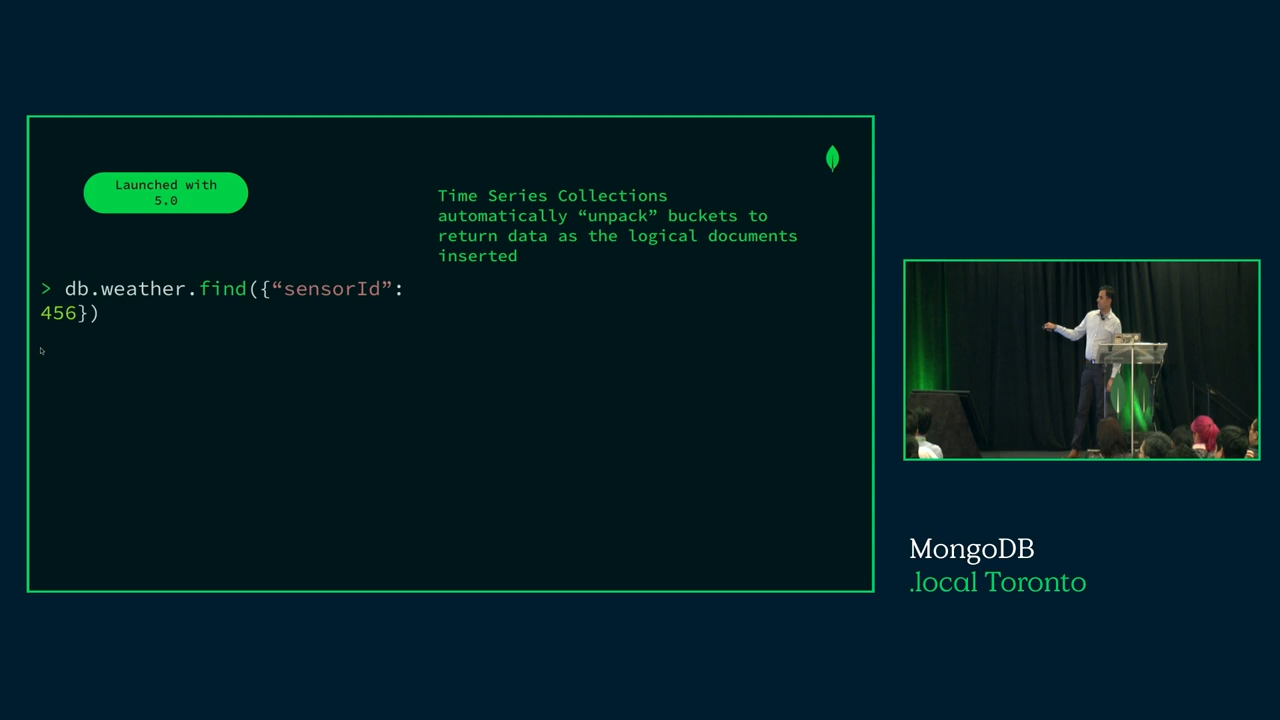 Launched with
5.0
Time Series Collections
automatically “unpack” buckets to
return data as the logical documents
inserted
> db.weather.find({“sensorId”:
456})
MongoDB
.local Toronto